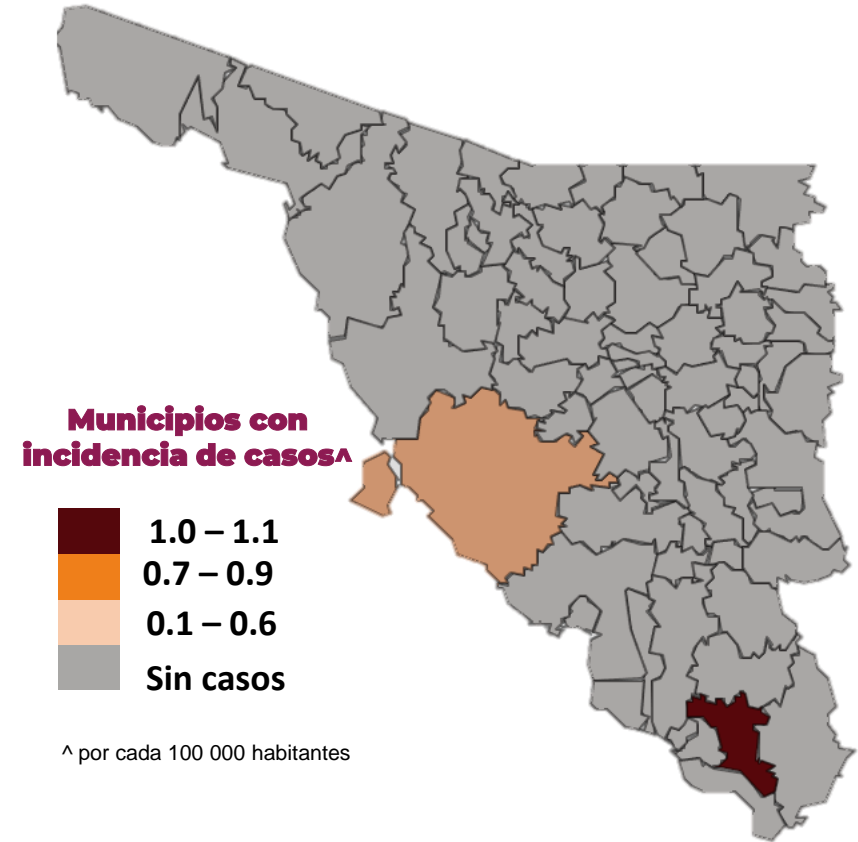 Municipios con
incidencia de casos^
1.0 – 1.1
0.7 – 0.9
0.1 – 0.6
Sin casos
^ por cada 100 000 habitantes